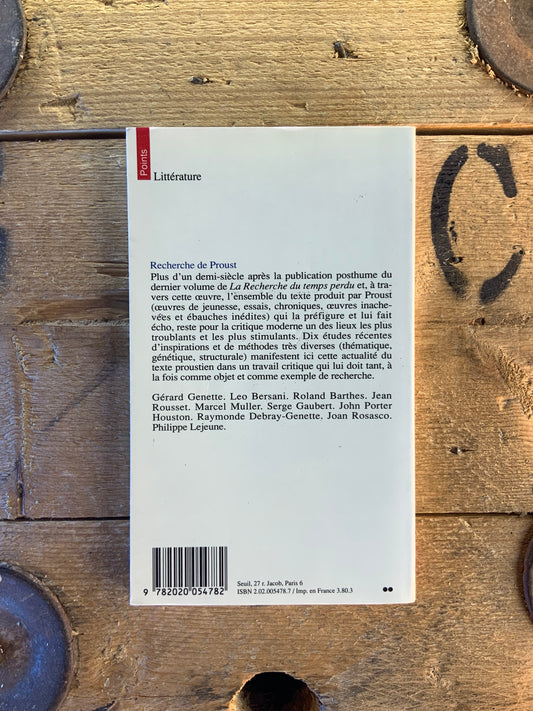 Points
Littérature
Recherche de Proust
Plus d'un demi-siècle après la publication posthume du
dernier volume de La Recherche du temps perdu et, à tra-
vers cette œuvre, l'ensemble du texte produit par Proust
(œuvres de jeunesse, essais, chroniques, œuvres inache-
vées et ébauches inédites) qui la préfigure et lui fait
écho, reste pour la critique moderne un des lieux les plus
troublants et les plus stimulants. Dix études récentes
d'inspirations et de méthodes très diverses (thématique,
génétique, structurale) manifestent ici cette actualité du
texte proustien dans un travail critique qui lui doit tant, à
la fois comme objet et comme exemple de recherche.
Gérard Genette. Leo Bersani. Roland Barthes. Jean
Rousset. Marcel Muller. Serge Gaubert. John Porter
Houston. Raymonde Debray-Genette. Joan Rosasco.
Philippe Lejeune.
Seuil, 27 r. Jacob, Paris 6
ISBN 2.02.005478.7 / Imp. en France 3.80.3
9 782020 054782
C